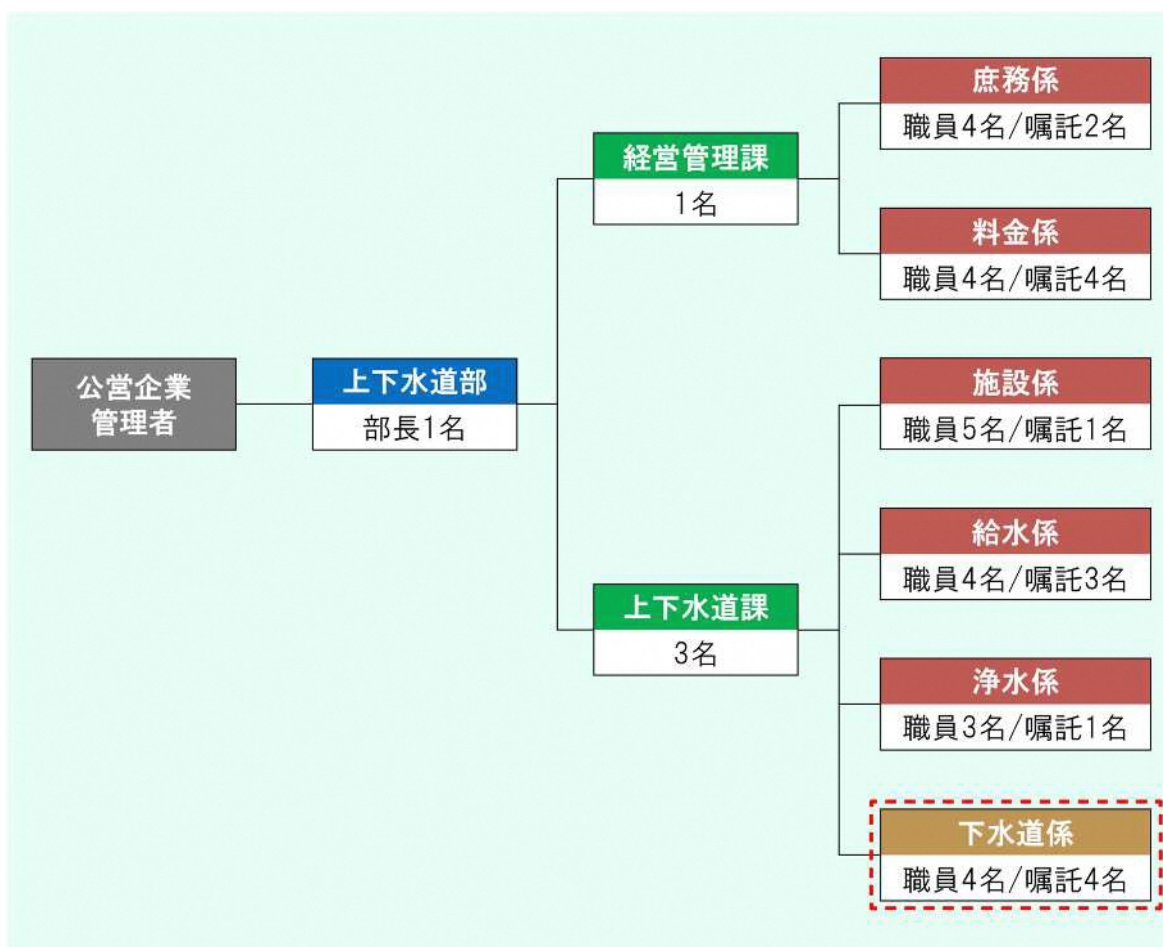 公営企業
管理者
上下水道部
部長1名
経営管理課
1名
庶務係
職員4名/嘱託2名
料金係
職員4名/嘱託4名
上下水道課
3名
施設係
職員5名/嘱託1名
給水係
職員4名/嘱託3名
浄水係
職員3名/嘱託1名
下水道係
職員4名/嘱託4名